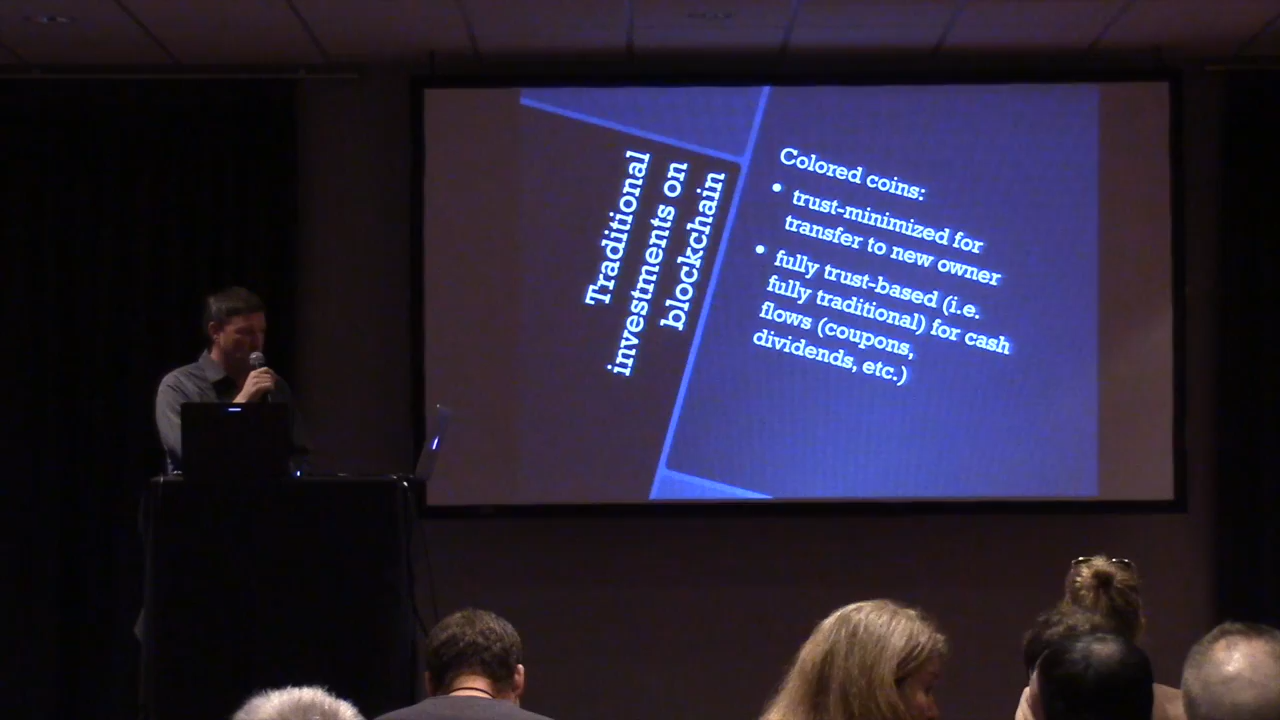 Traditional
investments on
blockchain
Colored coins:
• trust-minimized for
transfer to new owner
• fully trust-based (i.e.
fully traditional) for cash
flows (coupons,
dividends, etc.)